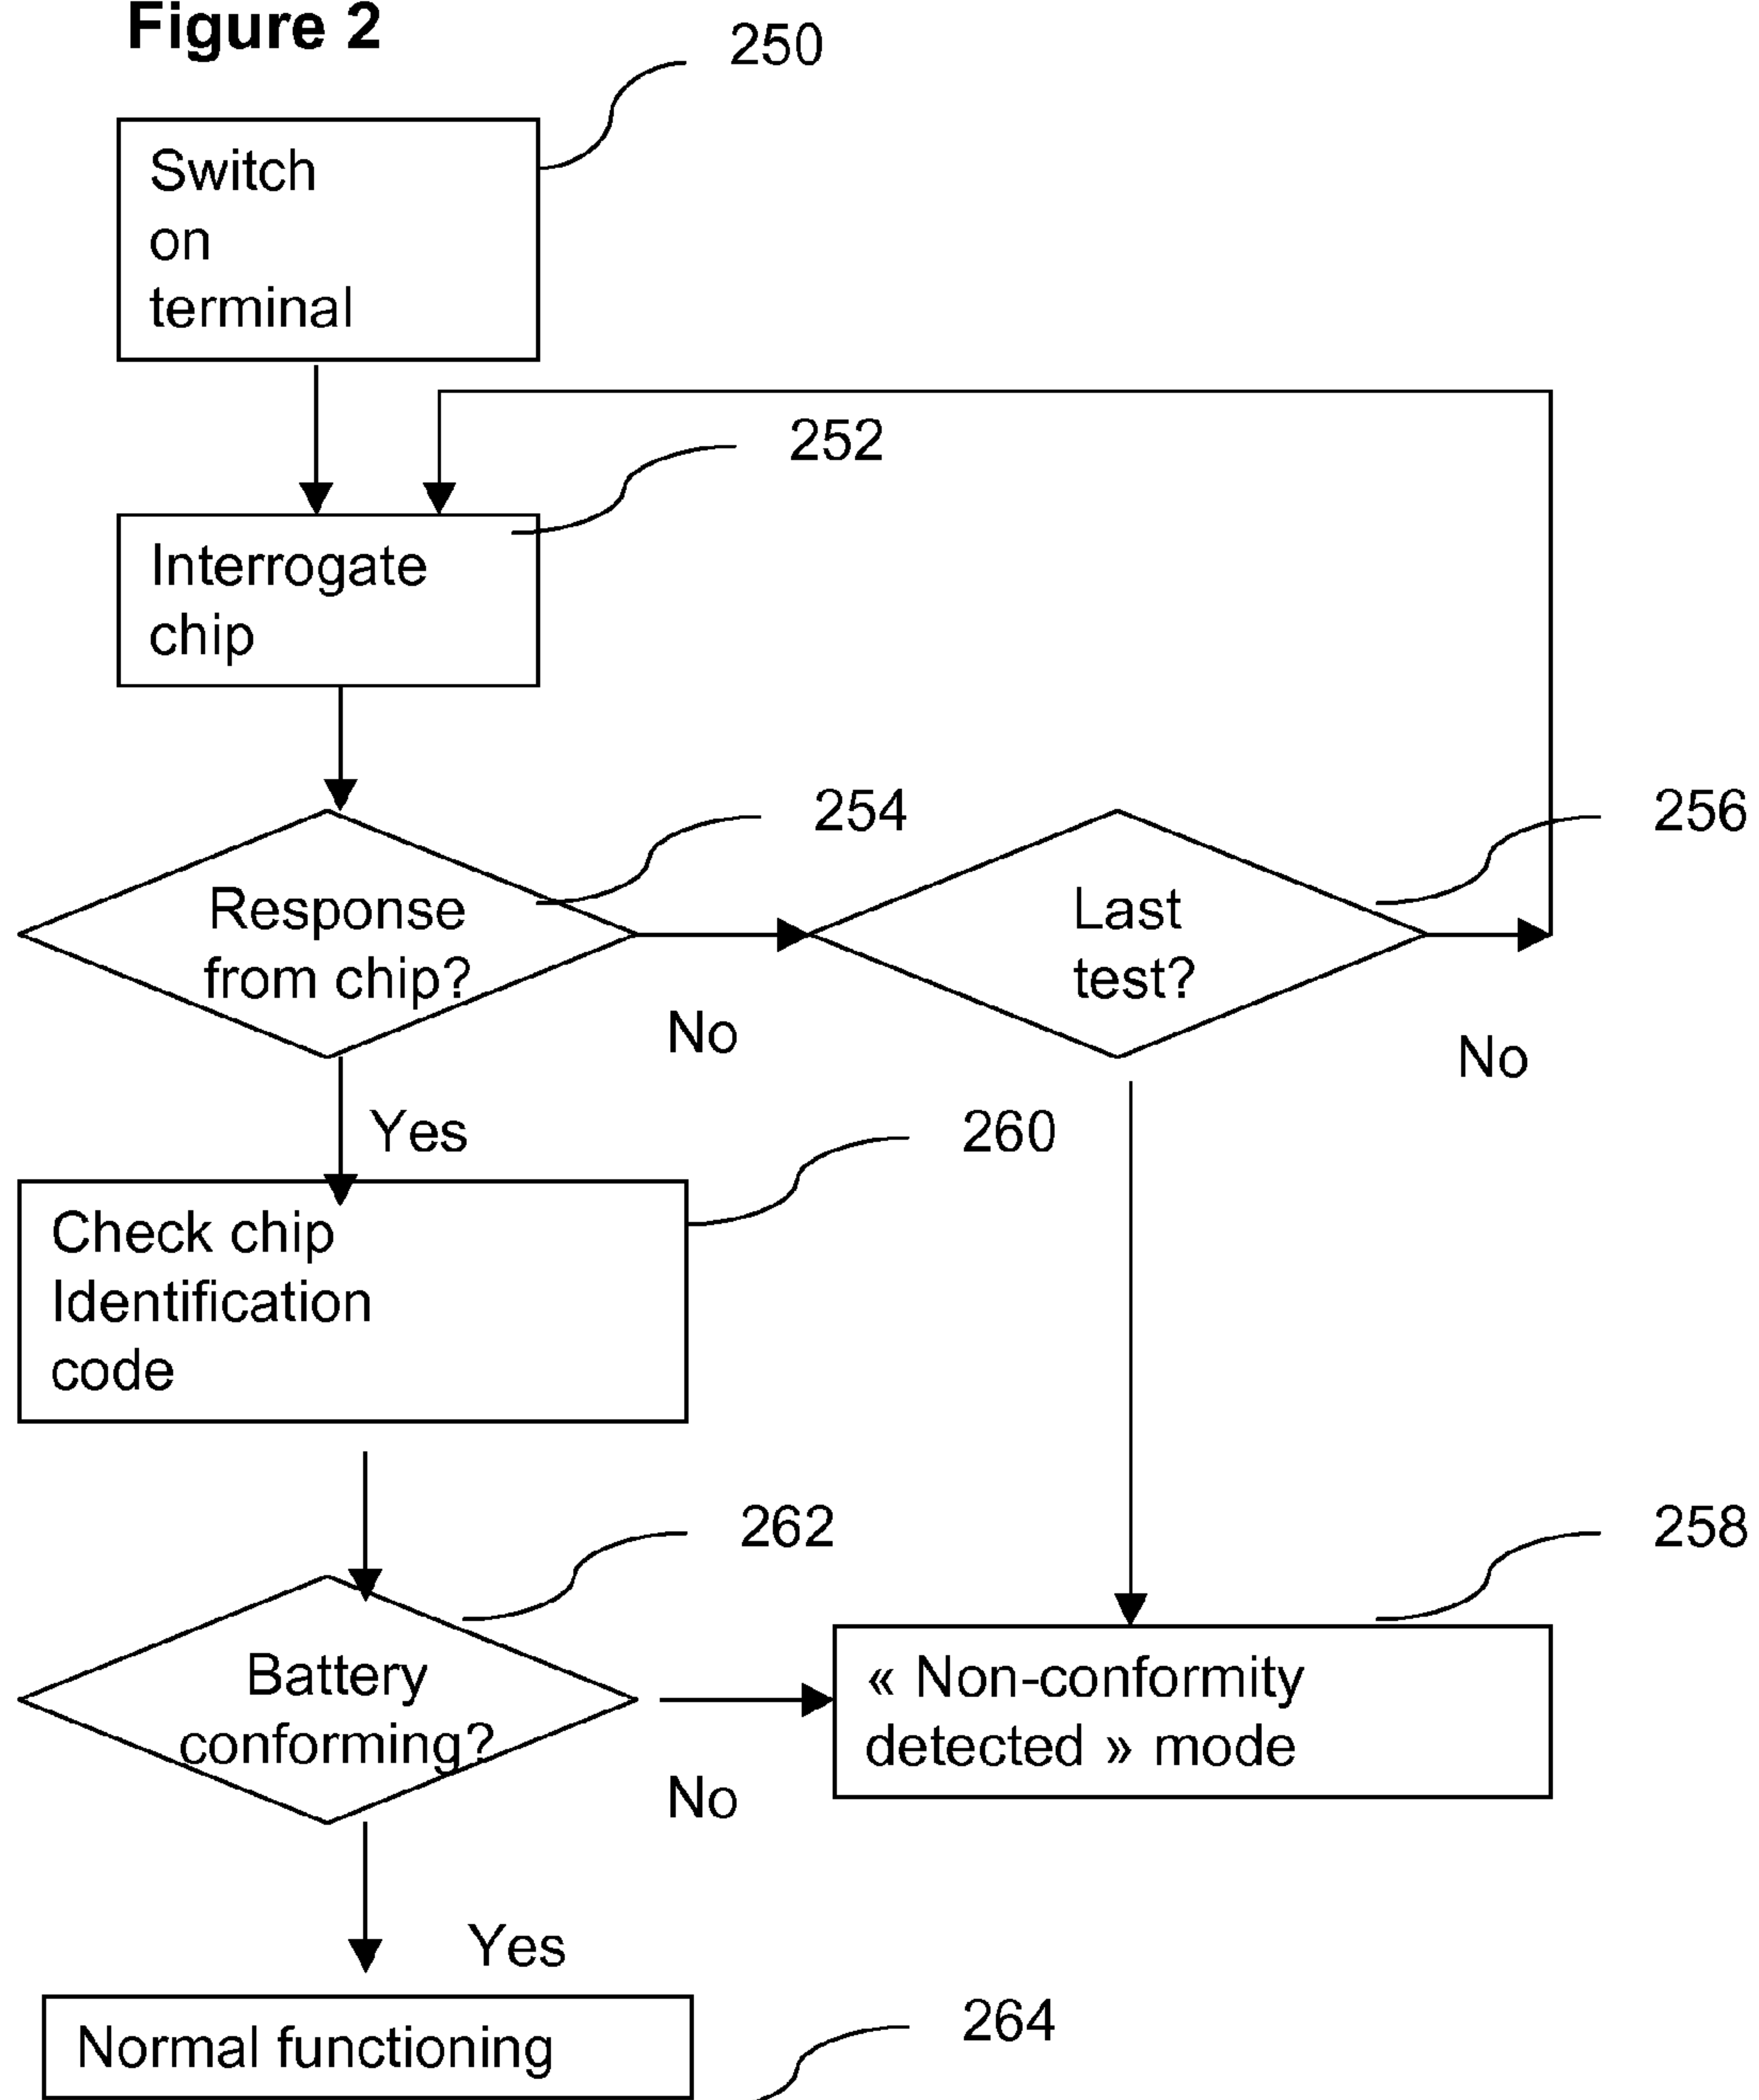 Figure 2
250
Switch
on
terminal
252
Interrogate
chip
254
256
Response
from chip?
Last
test?
No
No
Yes
260
Check chip
Identification
code
262
258
Battery
conforming?
« Non-conformity
detected » mode
No
Yes
264
Normal functioning